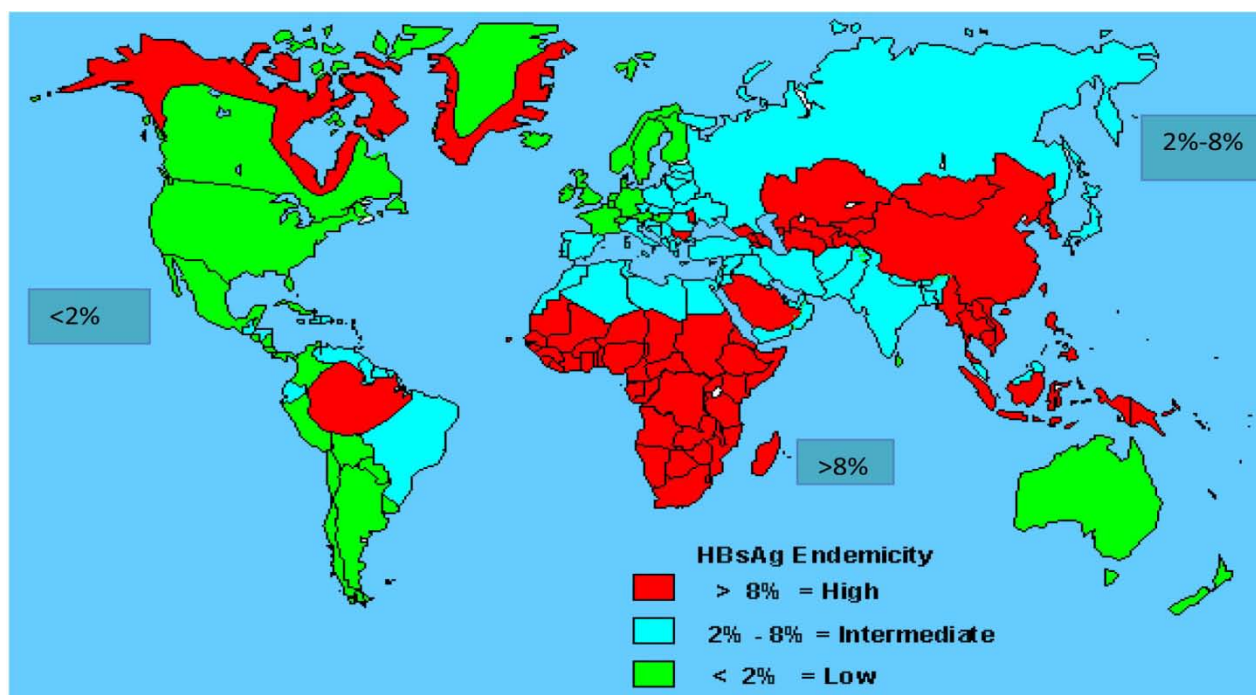 2%-8%
<2%
>8%
HBsAg Endemicity
> 8% = High
2% - 8% = Intermediate
< 2% = Low